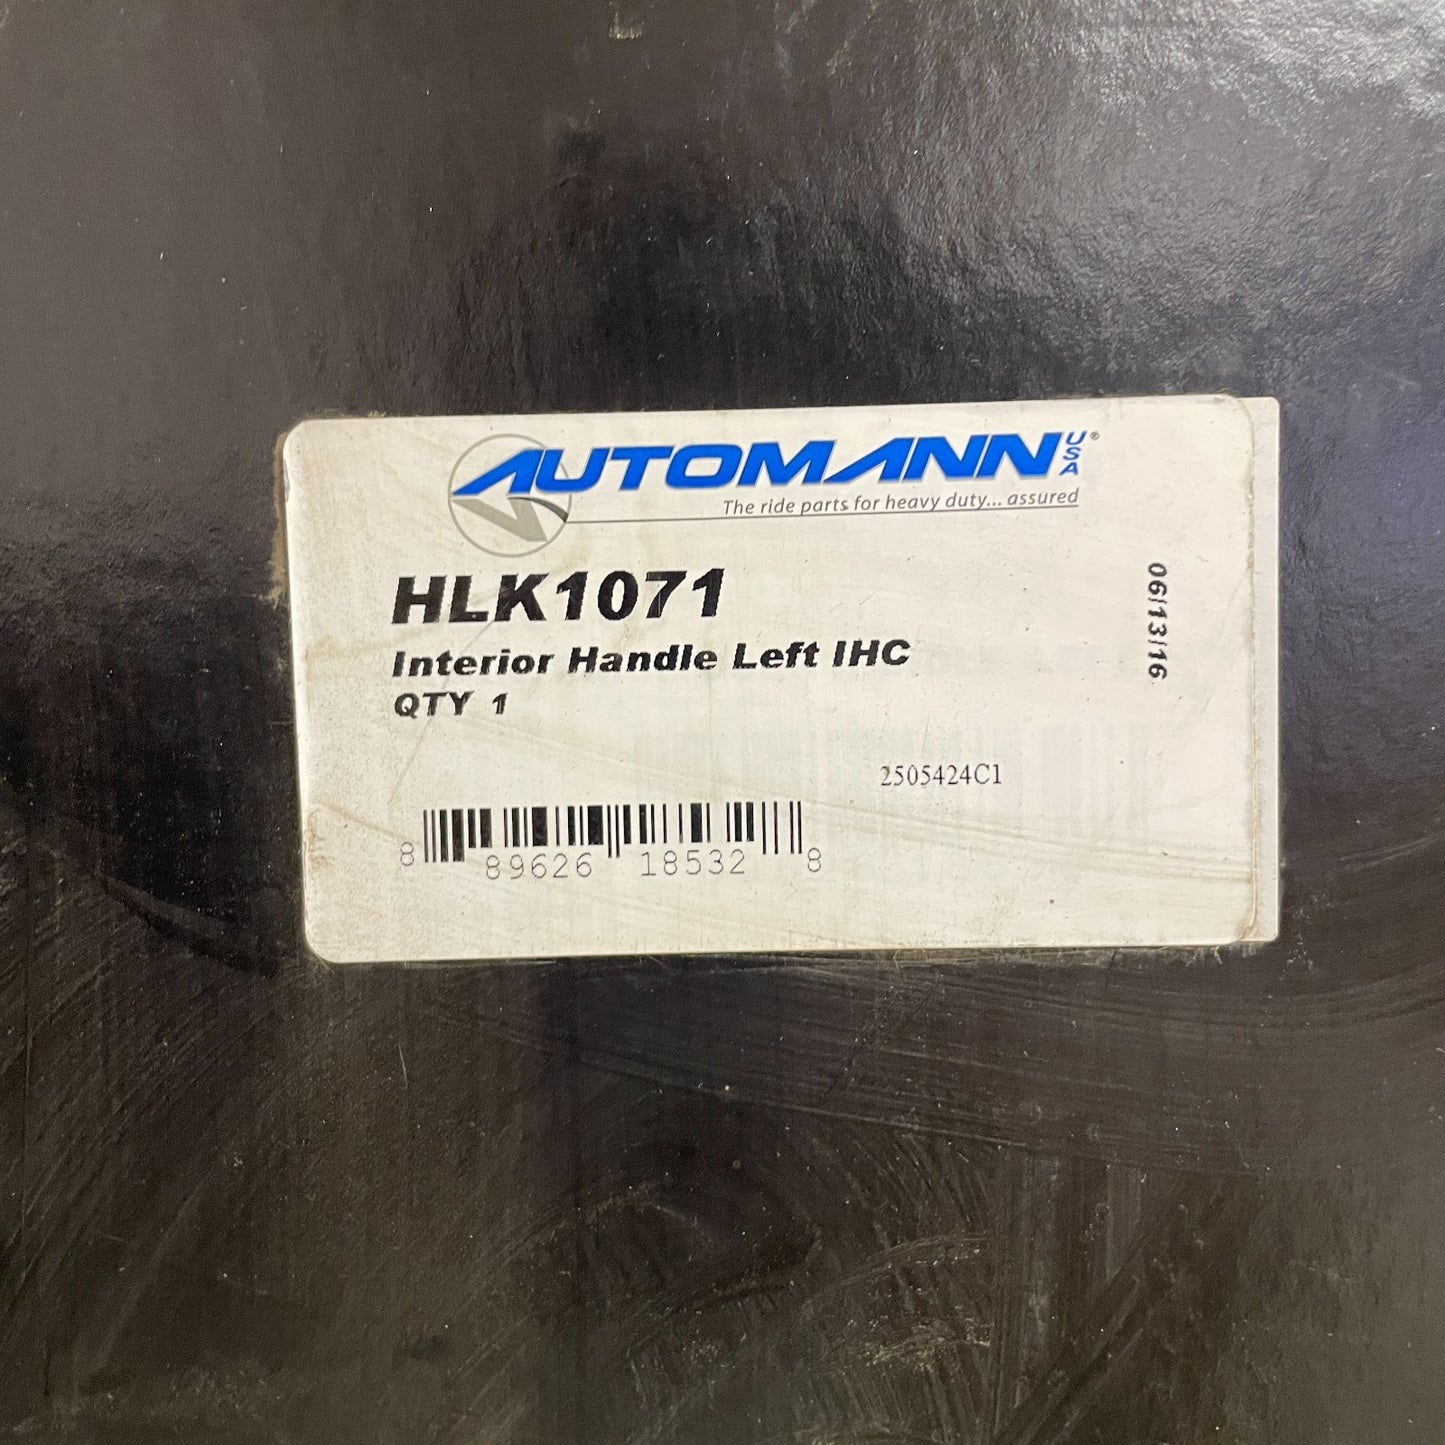 AUTOMANN USA®
The ride parts for heavy duty... assured
HLK1071
Interior Handle Left IHC
QTY 1
06/13/16
2505424C1
8 89626 18532 8